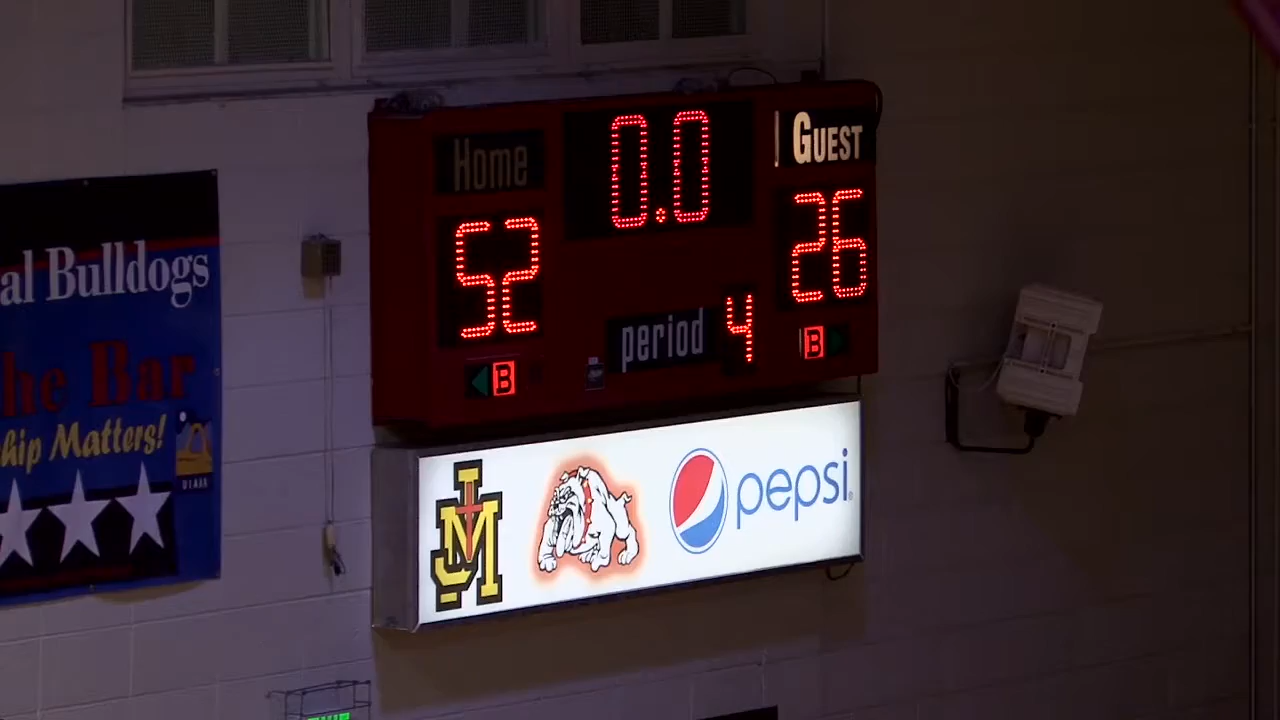 Home
0.0
GUEST
52
26
period 4
B
B
al Bulldogs
he Bar
hip Matters!
JM
pepsi